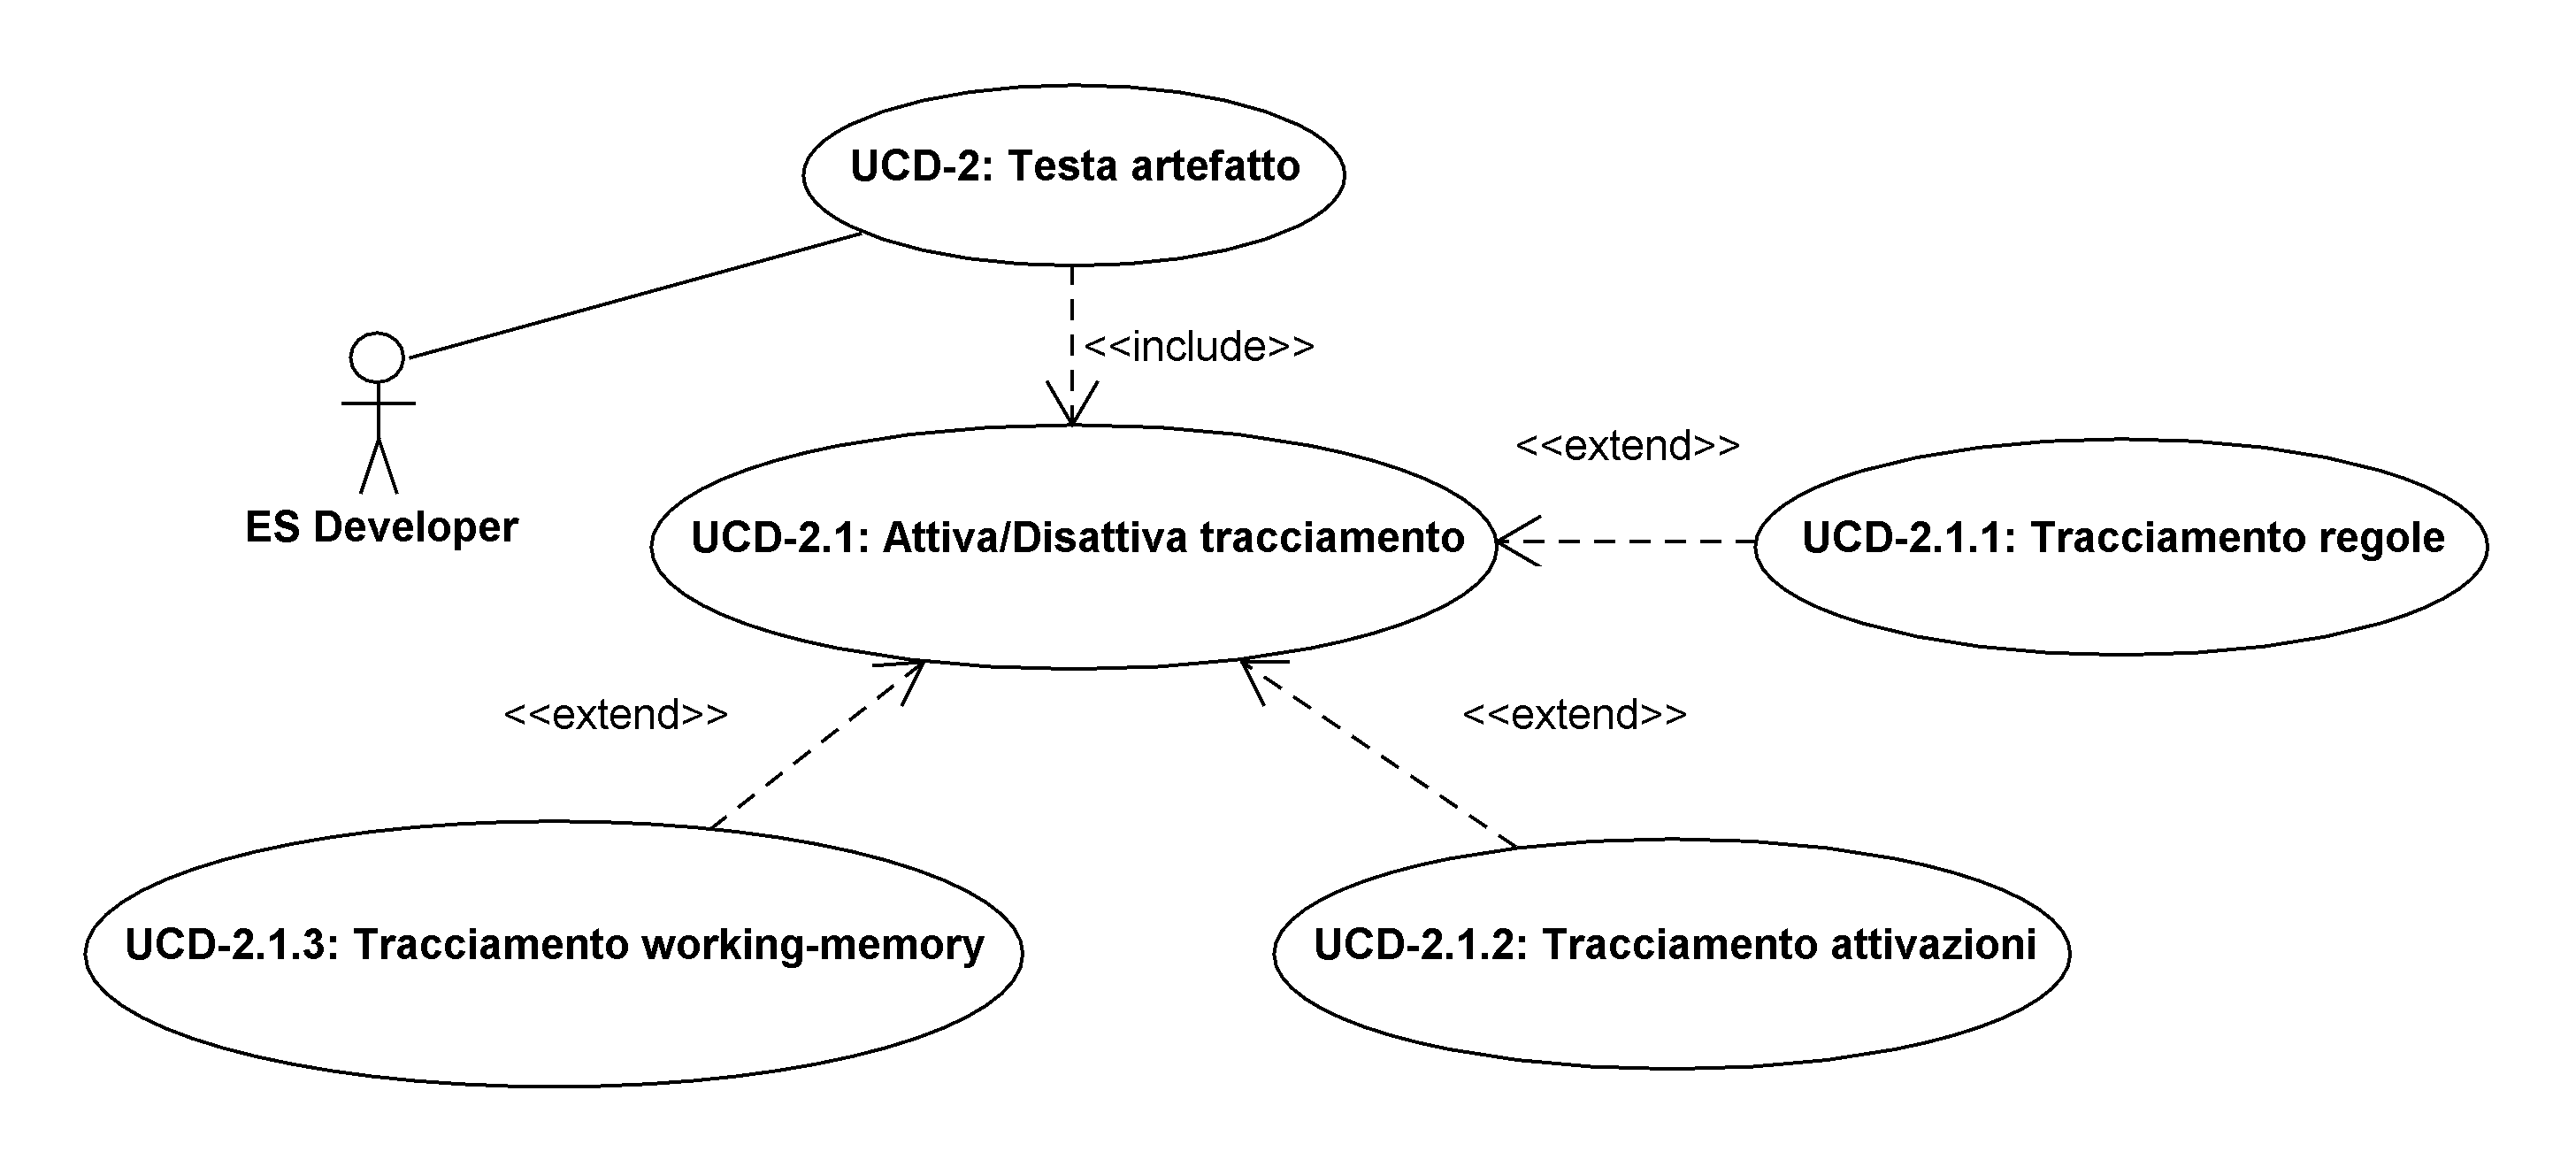 UCD-2: Testa artefatto
<<include>>
ES Developer
<<extend>>
UCD-2.1: Attiva/Disattiva tracciamento
UCD-2.1.1: Tracciamento regole
<<extend>>
<<extend>>
UCD-2.1.3: Tracciamento working-memory
UCD-2.1.2: Tracciamento attivazioni